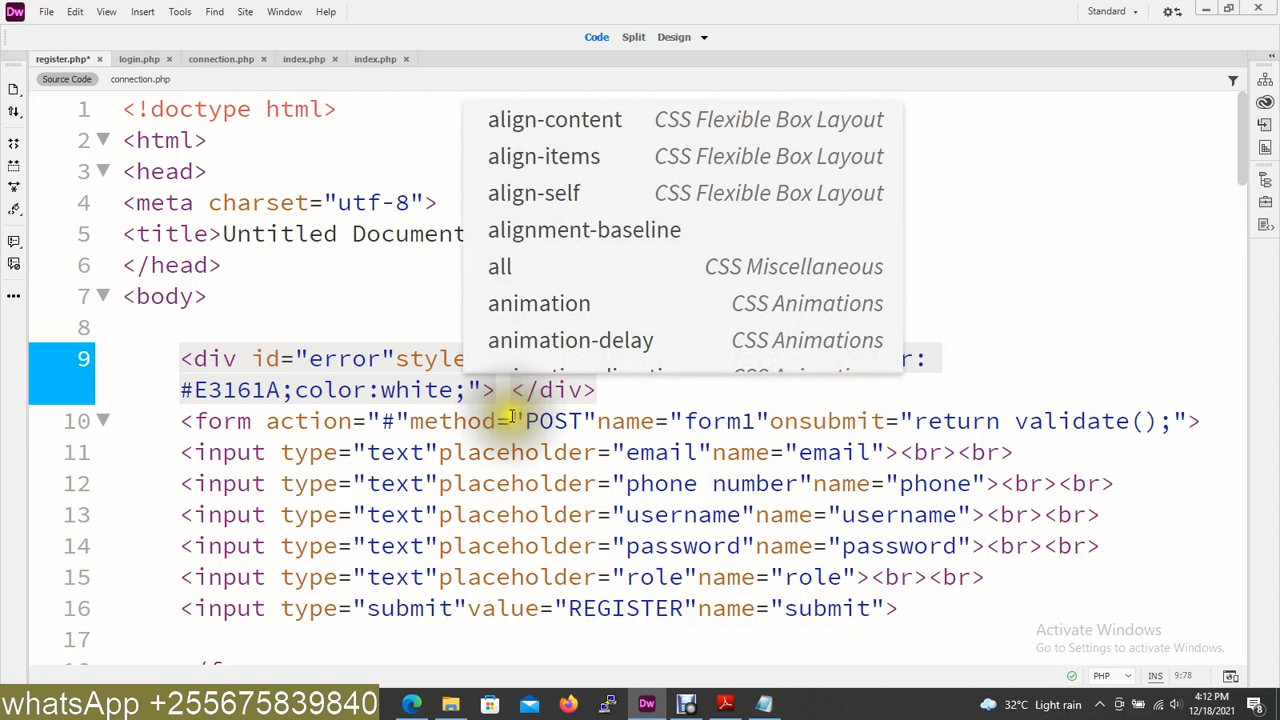 Dw File Edit View Insert Tools Find Site Window Help Standard
Code Split Design
register.php* × login.php × connection.php × index.php × index.php ×
Source Code connection.php
1 <!doctype html>
2 <html>
3 <head>
4 <meta charset="utf-8">
5 <title>Untitled Document
6 </head>
7 <body>
8
align-content CSS Flexible Box Layout
align-items CSS Flexible Box Layout
align-self CSS Flexible Box Layout
alignment-baseline
all CSS Miscellaneous
animation CSS Animations
animation-delay CSS Animations
9 <div id="error"style r:
#E3161A;color:white;"> </div>
10 <form action="#"method="POST"name="form1"onsubmit="return validate();">
11 <input type="text"placeholder="email"name="email"><br><br>
12 <input type="text"placeholder="phone number"name="phone"><br><br>
13 <input type="text"placeholder="username"name="username"><br><br>
14 <input type="text"placeholder="password"name="password"><br><br>
15 <input type="text"placeholder="role"name="role"><br><br>
16 <input type="submit"value="REGISTER"name="submit">
17
Activate Windows
Go to Settings to activate Windows.
PHP INS 9:78
whatsApp +255675839840
Dw
32°C Light rain
4:12 PM
12/18/2021
8